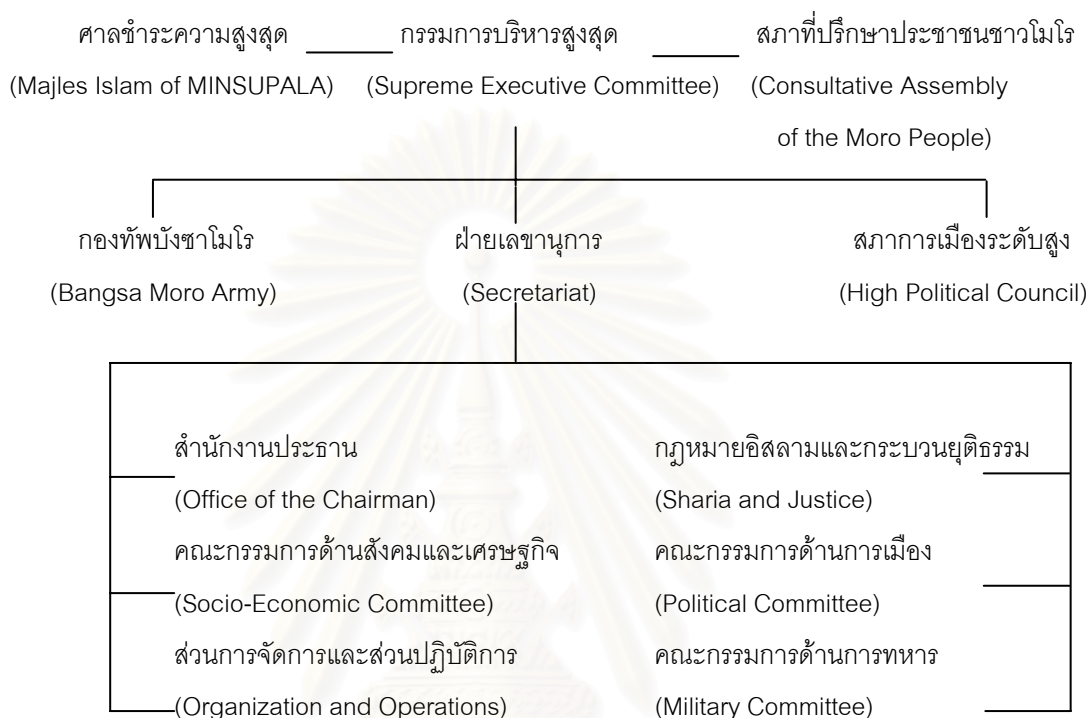 ศาลชำระความสูงสุด กรรมการบริหารสูงสุด สภาที่ปรึกษาประชาชนชาวโมโร
(Majles Islam of MINSUPALA) (Supreme Executive Committee) (Consultative Assembly
of the Moro People)
กองทัพบังซาโมโร ฝ่ายเลขานุการ สภาการเมืองระดับสูง
(Bangsa Moro Army) (Secretariat) (High Political Council)
สำนักงานประธาน กฎหมายอิสลามและกระบวนยุติธรรม
(Office of the Chairman) (Sharia and Justice)
คณะกรรมการด้านสังคมและเศรษฐกิจ คณะกรรมการด้านการเมือง
(Socio-Economic Committee) (Political Committee)
ส่วนการจัดการและส่วนปฏิบัติการ คณะกรรมการด้านการทหาร
(Organization and Operations) (Military Committee)